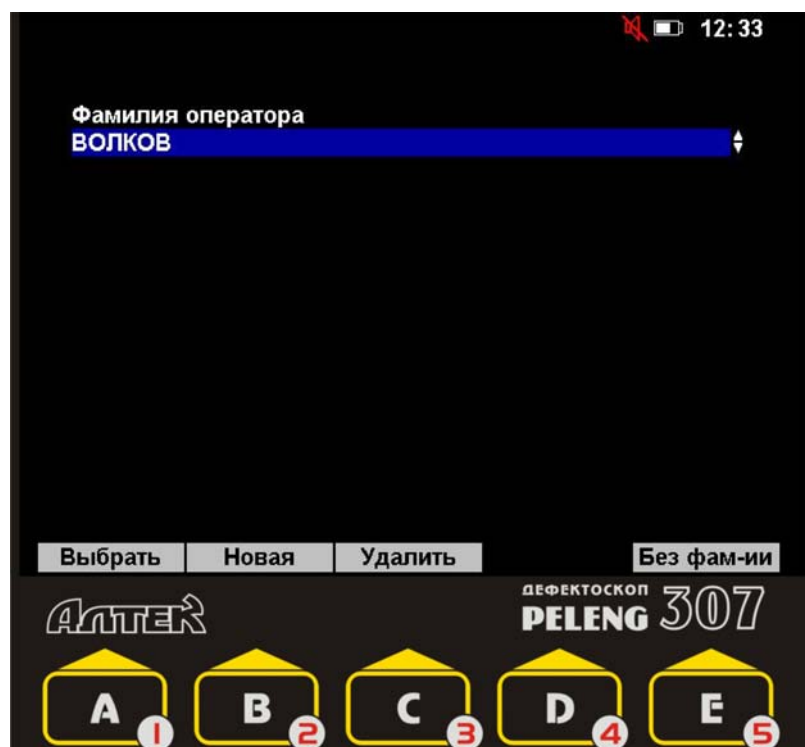 12:33
Фамилия оператора
ВОЛКОВ
Выбрать Новая Удалить Без фам-ии
АЛТЕК
ДЕФЕКТОСКОП
PELENG 307
A 1 B 2 C 3 D 4 E 5